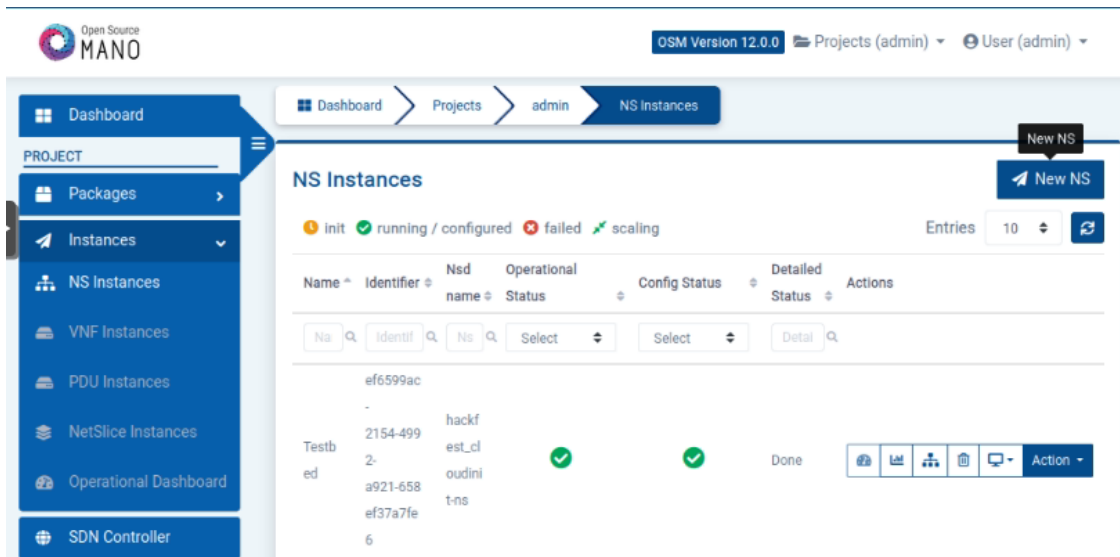 Open Source
MANO
OSM Version 12.0.0 Projects (admin) User (admin)
Dashboard
PROJECT
Packages
Instances
NS Instances
VNF Instances
PDU Instances
NetSlice Instances
Operational Dashboard
SDN Controller
Dashboard Projects admin NS Instances
New NS
NS Instances
New NS
init running / configured failed scaling
Entries 10
Name Identifier Nsd name Operational Status Config Status Detailed Status Actions
Na Identif Ns Select Select Detai
Testb
ed
ef6599ac
-
2154-499
2-
a921-658
ef37a7fe
6
hackf
est_cl
oudini
t-ns
Done
Action